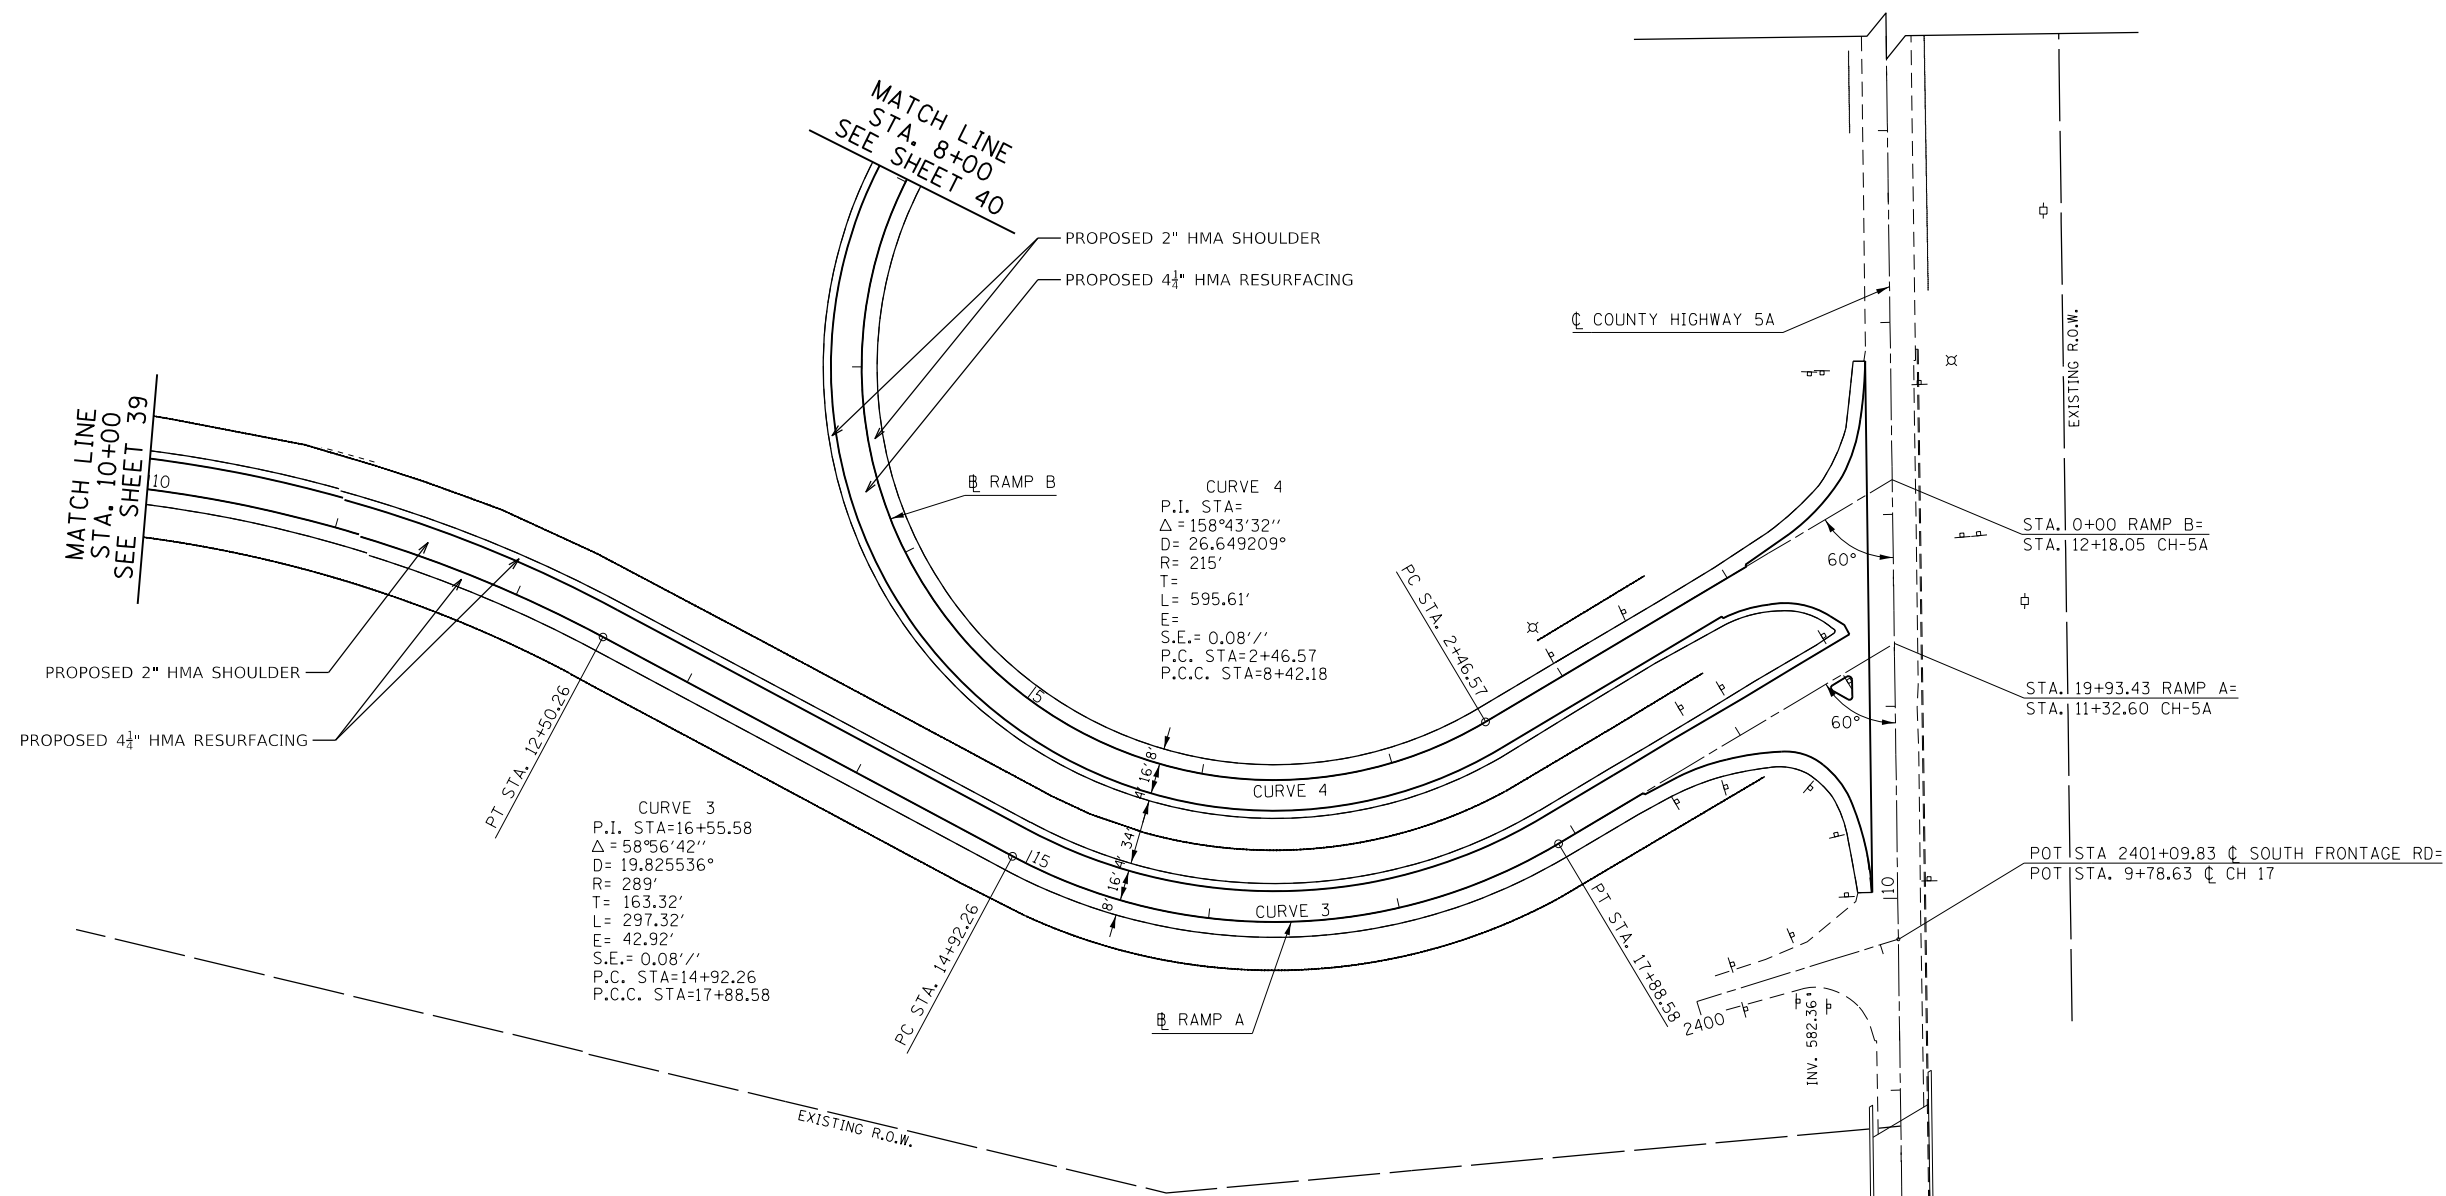 MATCH LINE
STA. 8+00
SEE SHEET 40
PROPOSED 2" HMA SHOULDER
PROPOSED 4¼" HMA RESURFACING
℄ COUNTY HIGHWAY 5A
EXISTING R.O.W.
MATCH LINE
STA. 10+00
SEE SHEET 39
10
℄ RAMP B
CURVE 4
P.I. STA=
Δ = 158°43'32''
D= 26.649209°
R= 215'
T=
L= 595.61'
E=
S.E.= 0.08'/'
P.C. STA=2+46.57
P.C.C. STA=8+42.18
PC STA. 2+46.57
STA. 0+00 RAMP B=
STA. 12+18.05 CH-5A
60°
STA. 19+93.43 RAMP A=
STA. 11+32.60 CH-5A
60°
PROPOSED 2" HMA SHOULDER
PROPOSED 4¼" HMA RESURFACING
PT STA. 12+50.26
5
8'
16'
4'
34'
4'
16'
8'
CURVE 4
CURVE 3
P.I. STA=16+55.58
Δ = 58°56'42''
D= 19.825536°
R= 289'
T= 163.32'
L= 297.32'
E= 42.92'
S.E.= 0.08'/'
P.C. STA=14+92.26
P.C.C. STA=17+88.58
15
PC STA. 14+92.26
CURVE 3
℄ RAMP A
PT STA. 17+88.58
10
POT STA 2401+09.83 ℄ SOUTH FRONTAGE RD=
POT STA. 9+78.63 ℄ CH 17
2400
INV. 582.36"
EXISTING R.O.W.